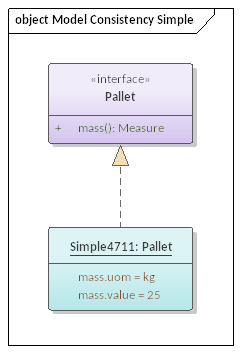 object Model Consistency Simple
«interface»
Pallet
+ mass(): Measure
Simple4711: Pallet
mass.uom = kg
mass.value = 25